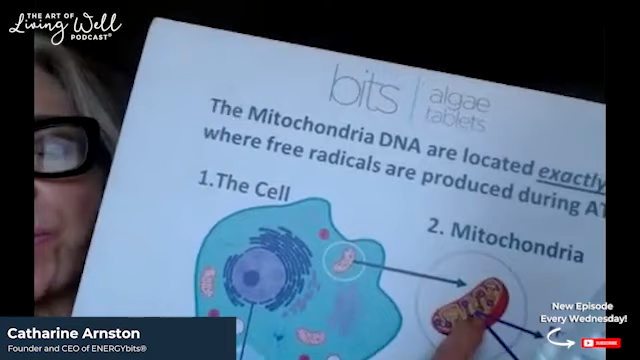 THE ART OF
Living Well
PODCAST®
bits
algae
tablets
The Mitochondria DNA are located exactly
where free radicals are produced during AT
1.The Cell
2. Mitochondria
Catharine Arnston
Founder and CEO of ENERGYbits®
New Episode
Every Wednesday!
SUBSCRIBE